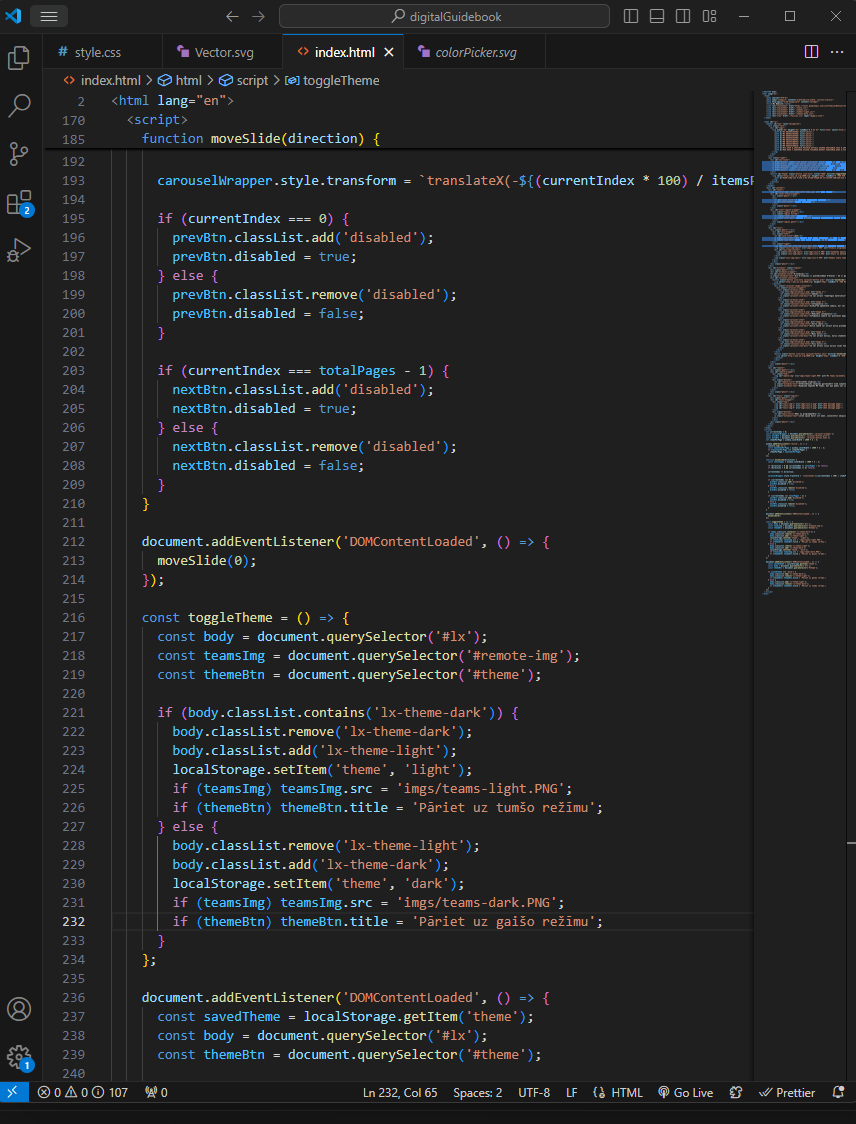 digitalGuidebook
# style.css
Vector.svg
<> index.html
colorPicker.svg
<> index.html > html > script > toggleTheme
2 <html lang="en">
170 <script>
185 function moveSlide(direction) {
192
193 carouselWrapper.style.transform = `translateX(-${(currentIndex * 100) / itemsP
194
195 if (currentIndex === 0) {
196 prevBtn.classList.add('disabled');
197 prevBtn.disabled = true;
198 } else {
199 prevBtn.classList.remove('disabled');
200 prevBtn.disabled = false;
201 }
202
203 if (currentIndex === totalPages - 1) {
204 nextBtn.classList.add('disabled');
205 nextBtn.disabled = true;
206 } else {
207 nextBtn.classList.remove('disabled');
208 nextBtn.disabled = false;
209 }
210 }
211
212 document.addEventListener('DOMContentLoaded', () => {
213 moveSlide(0);
214 });
215
216 const toggleTheme = () => {
217 const body = document.querySelector('#lx');
218 const teamsImg = document.querySelector('#remote-img');
219 const themeBtn = document.querySelector('#theme');
220
221 if (body.classList.contains('lx-theme-dark')) {
222 body.classList.remove('lx-theme-dark');
223 body.classList.add('lx-theme-light');
224 localStorage.setItem('theme', 'light');
225 if (teamsImg) teamsImg.src = 'imgs/teams-light.PNG';
226 if (themeBtn) themeBtn.title = 'Pāriet uz tumšo režīmu';
227 } else {
228 body.classList.remove('lx-theme-light');
229 body.classList.add('lx-theme-dark');
230 localStorage.setItem('theme', 'dark');
231 if (teamsImg) teamsImg.src = 'imgs/teams-dark.PNG';
232 if (themeBtn) themeBtn.title = 'Pāriet uz gaišo režīmu';
233 }
234 };
235
236 document.addEventListener('DOMContentLoaded', () => {
237 const savedTheme = localStorage.getItem('theme');
238 const body = document.querySelector('#lx');
239 const themeBtn = document.querySelector('#theme');
240
2
1
0 0 107 0 Ln 232, Col 65 Spaces: 2 UTF-8 LF HTML Go Live Prettier